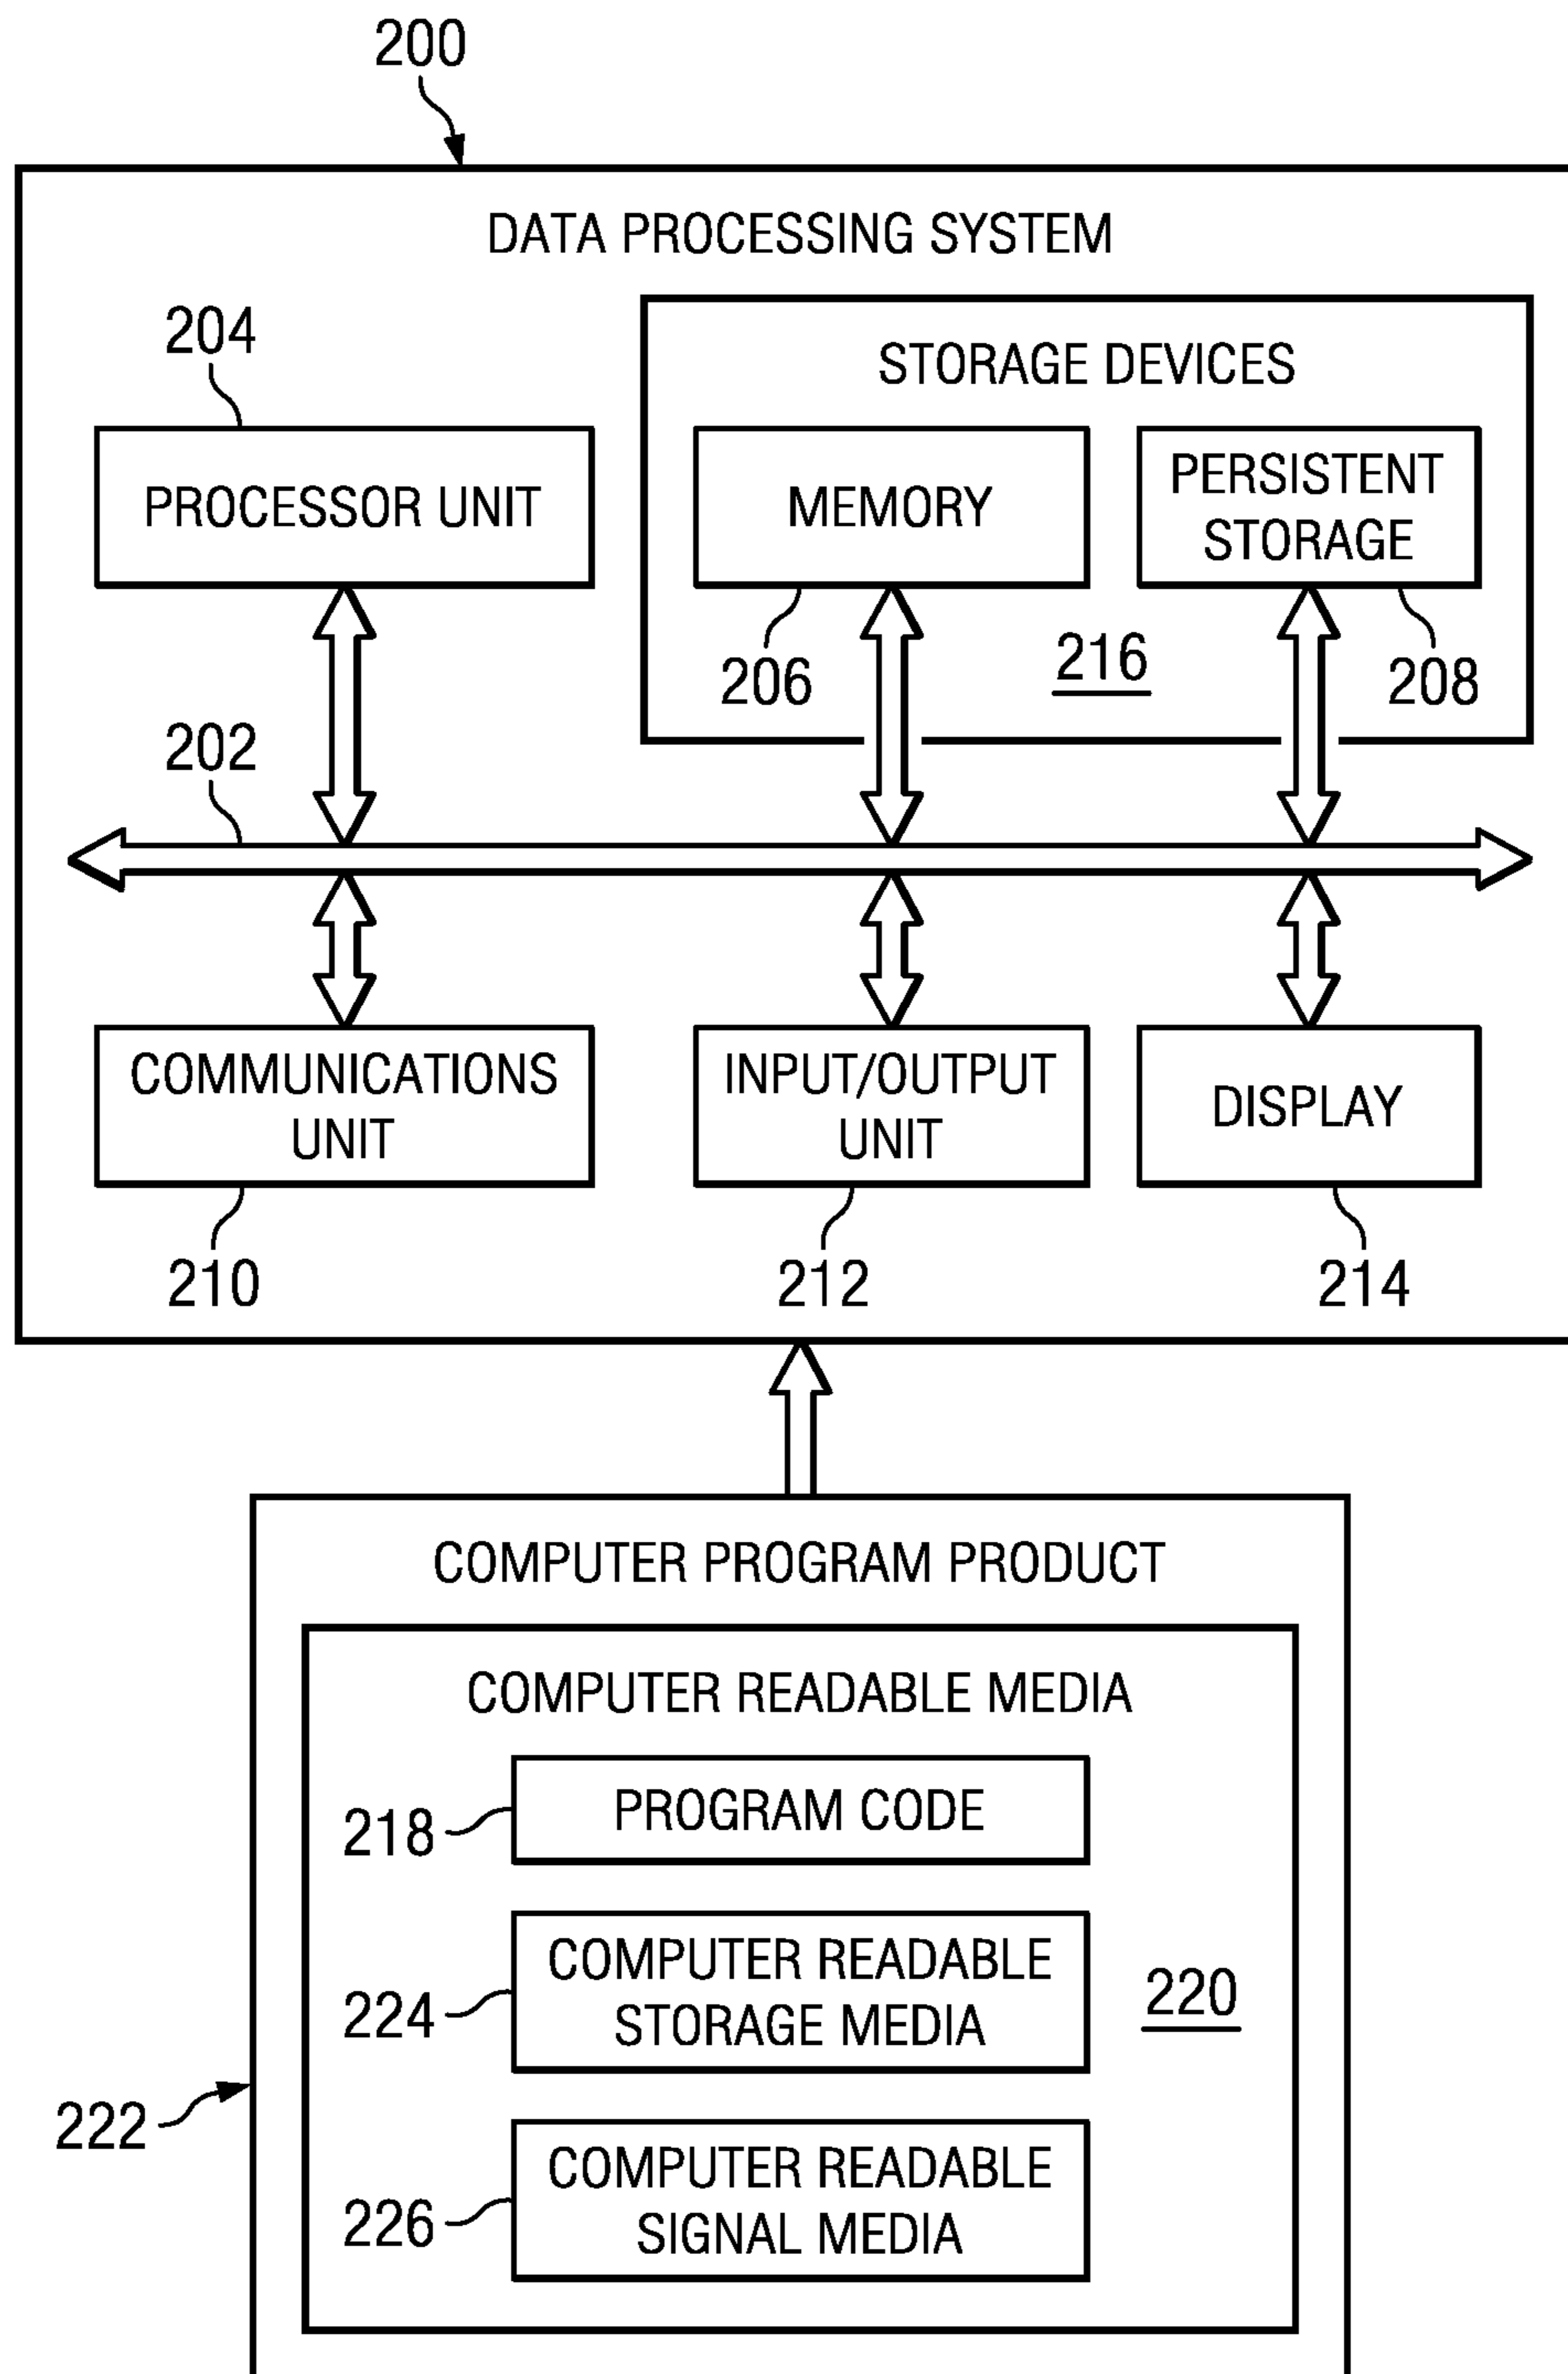 200
DATA PROCESSING SYSTEM
204
STORAGE DEVICES
PROCESSOR UNIT
MEMORY
PERSISTENT
STORAGE
206
216
208
202
COMMUNICATIONS
UNIT
INPUT/OUTPUT
UNIT
DISPLAY
210
212
214
COMPUTER PROGRAM PRODUCT
COMPUTER READABLE MEDIA
218
PROGRAM CODE
224
COMPUTER READABLE
STORAGE MEDIA
220
222
226
COMPUTER READABLE
SIGNAL MEDIA